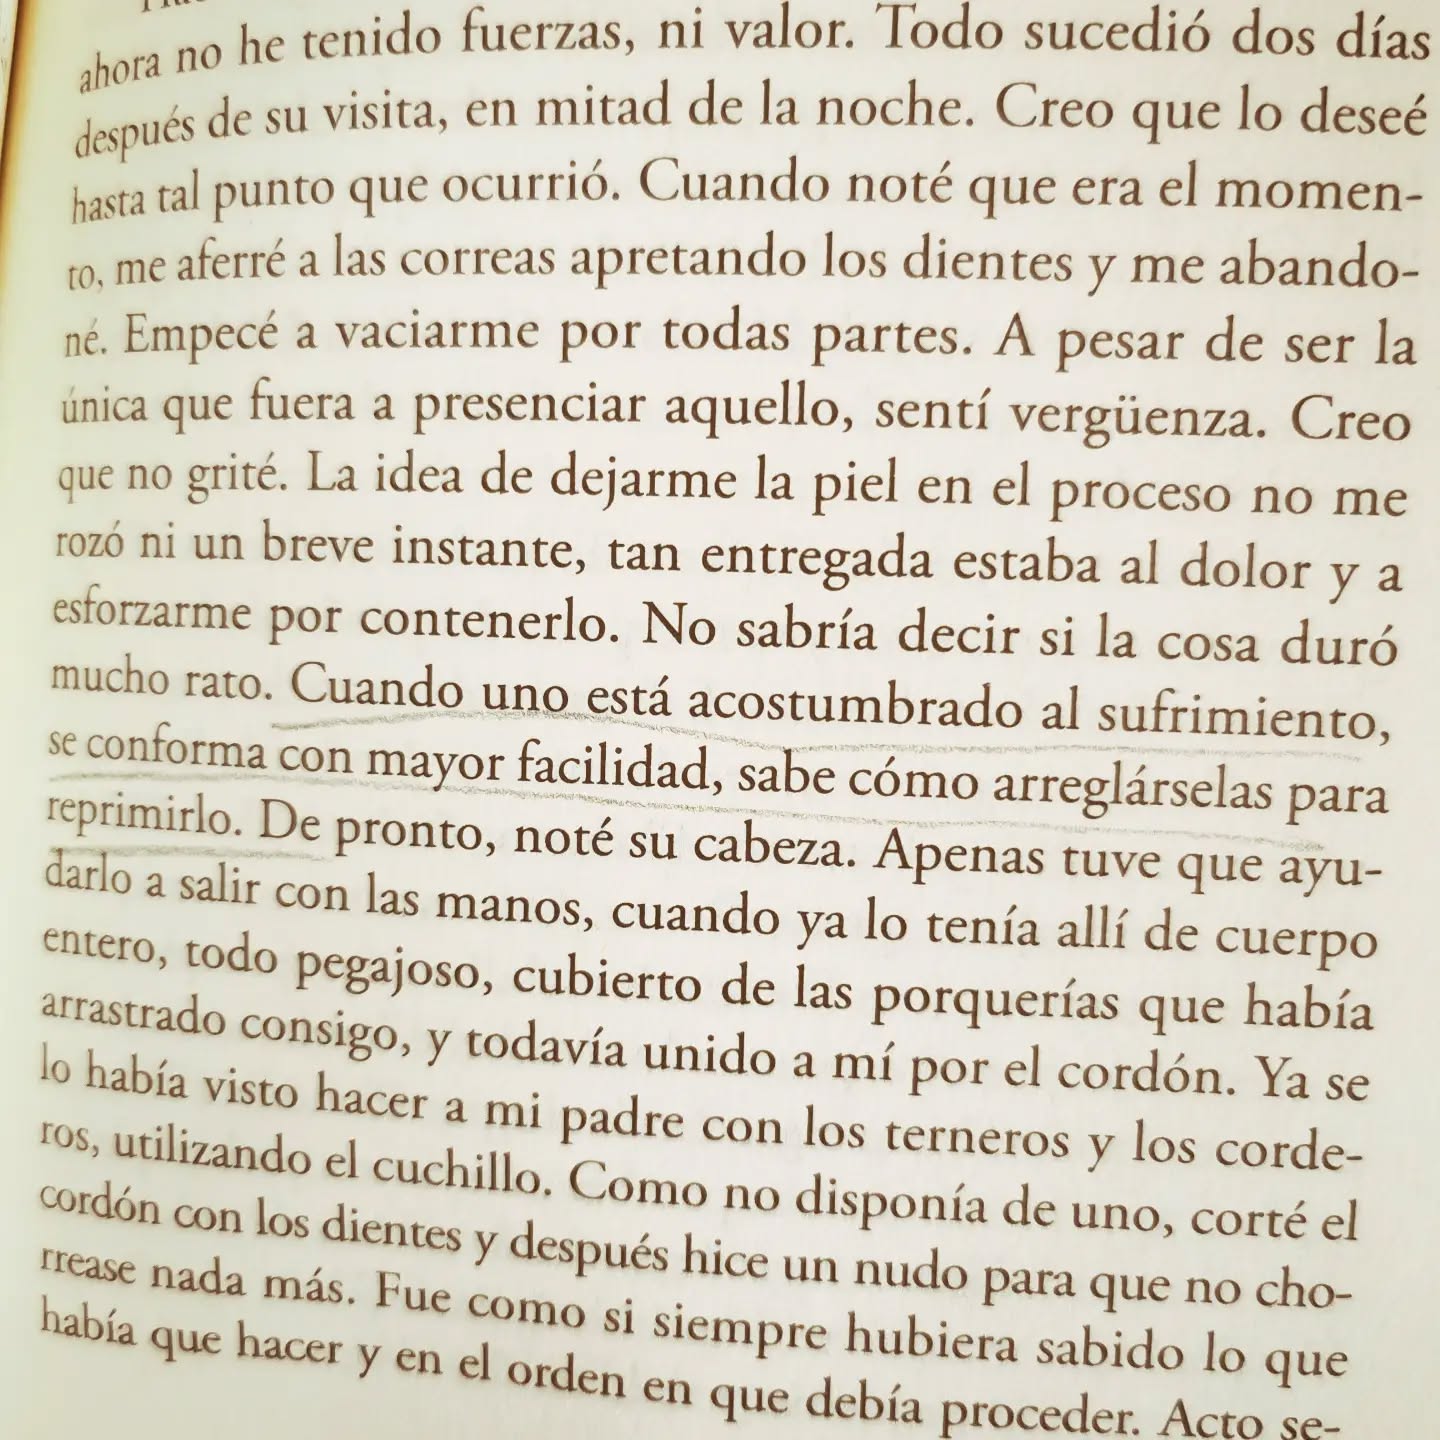 ahora no he tenido fuerzas, ni valor. Todo sucedió dos días
después de su visita, en mitad de la noche. Creo que lo deseé
hasta tal punto que ocurrió. Cuando noté que era el momen-
to, me aferré a las correas apretando los dientes y me abando-
né. Empecé a vaciarme por todas partes. A pesar de ser la
única que fuera a presenciar aquello, sentí vergüenza. Creo
que no grité. La idea de dejarme la piel en el proceso no me
rozó ni un breve instante, tan entregada estaba al dolor y a
esforzarme por contenerlo. No sabría decir si la cosa duró
mucho rato. Cuando uno está acostumbrado al sufrimiento,
se conforma con mayor facilidad, sabe cómo arreglárselas para
reprimirlo. De pronto, noté su cabeza. Apenas tuve que ayu-
darlo a salir con las manos, cuando ya lo tenía allí de cuerpo
entero, todo pegajoso, cubierto de las porquerías que había
arrastrado consigo, y todavía unido a mí por el cordón. Ya se
lo había visto hacer a mi padre con los terneros y los corde-
ros, utilizando el cuchillo. Como no disponía de uno, corté el
cordón con los dientes y después hice un nudo para que no cho-
rrease nada más. Fue como si siempre hubiera sabido lo que
había que hacer y en el orden en que debía proceder. Acto se-